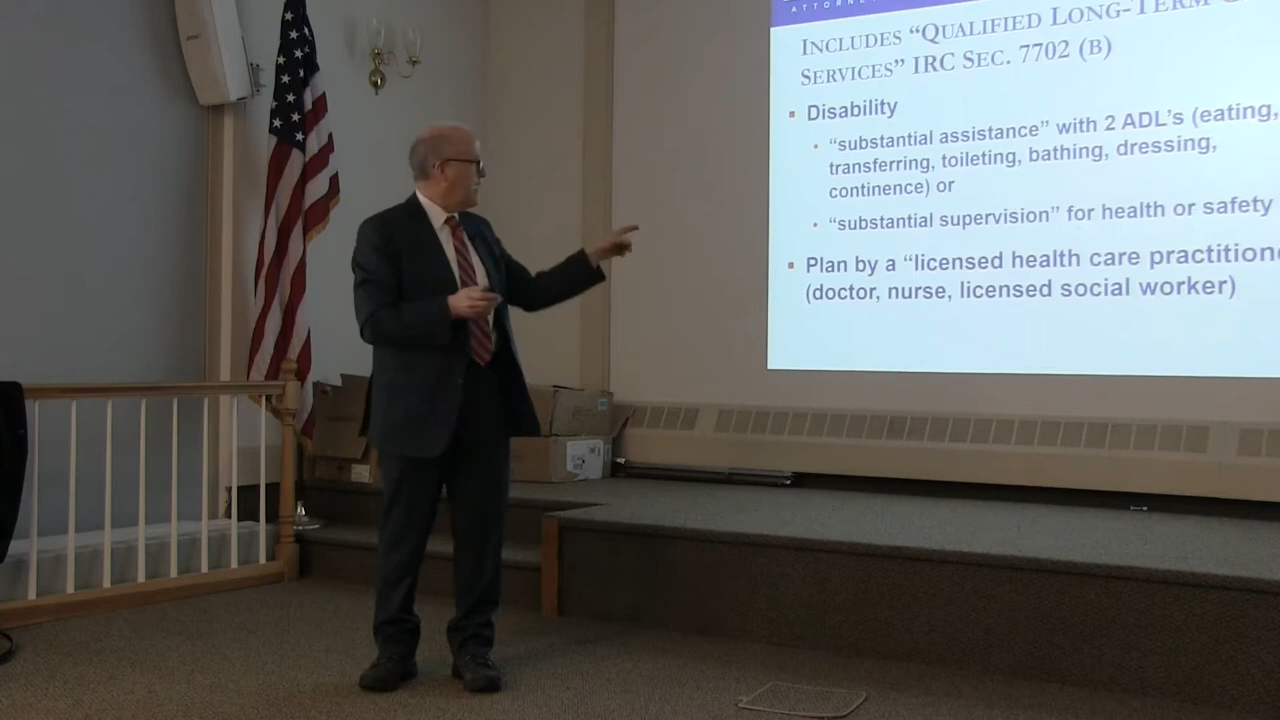 INCLUDES “QUALIFIED LONG-TERM
SERVICES” IRC SEC. 7702 (B)
Disability
“substantial assistance” with 2 ADL’s (eating,
transferring, toileting, bathing, dressing,
continence) or
“substantial supervision” for health or safety
Plan by a “licensed health care
(doctor, nurse, licensed social worker)